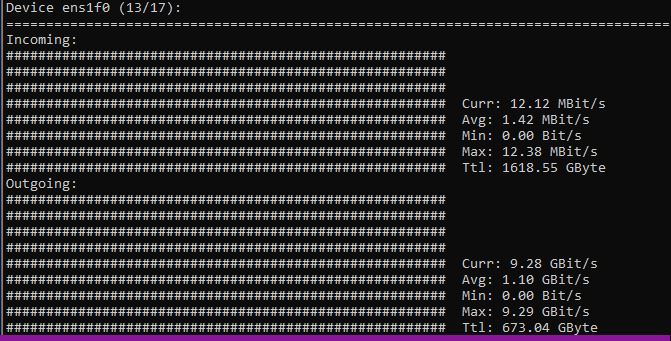 Device ens1f0 (13/17):
====================================================================================
Incoming:
#######################################################
#######################################################
#######################################################
####################################################### Curr: 12.12 MBit/s
####################################################### Avg: 1.42 MBit/s
####################################################### Min: 0.00 Bit/s
####################################################### Max: 12.38 MBit/s
####################################################### Ttl: 1618.55 GByte
Outgoing:
#######################################################
#######################################################
#######################################################
#######################################################
####################################################### Curr: 9.28 GBit/s
####################################################### Avg: 1.10 GBit/s
####################################################### Min: 0.00 Bit/s
####################################################### Max: 9.29 GBit/s
####################################################### Ttl: 673.04 GByte